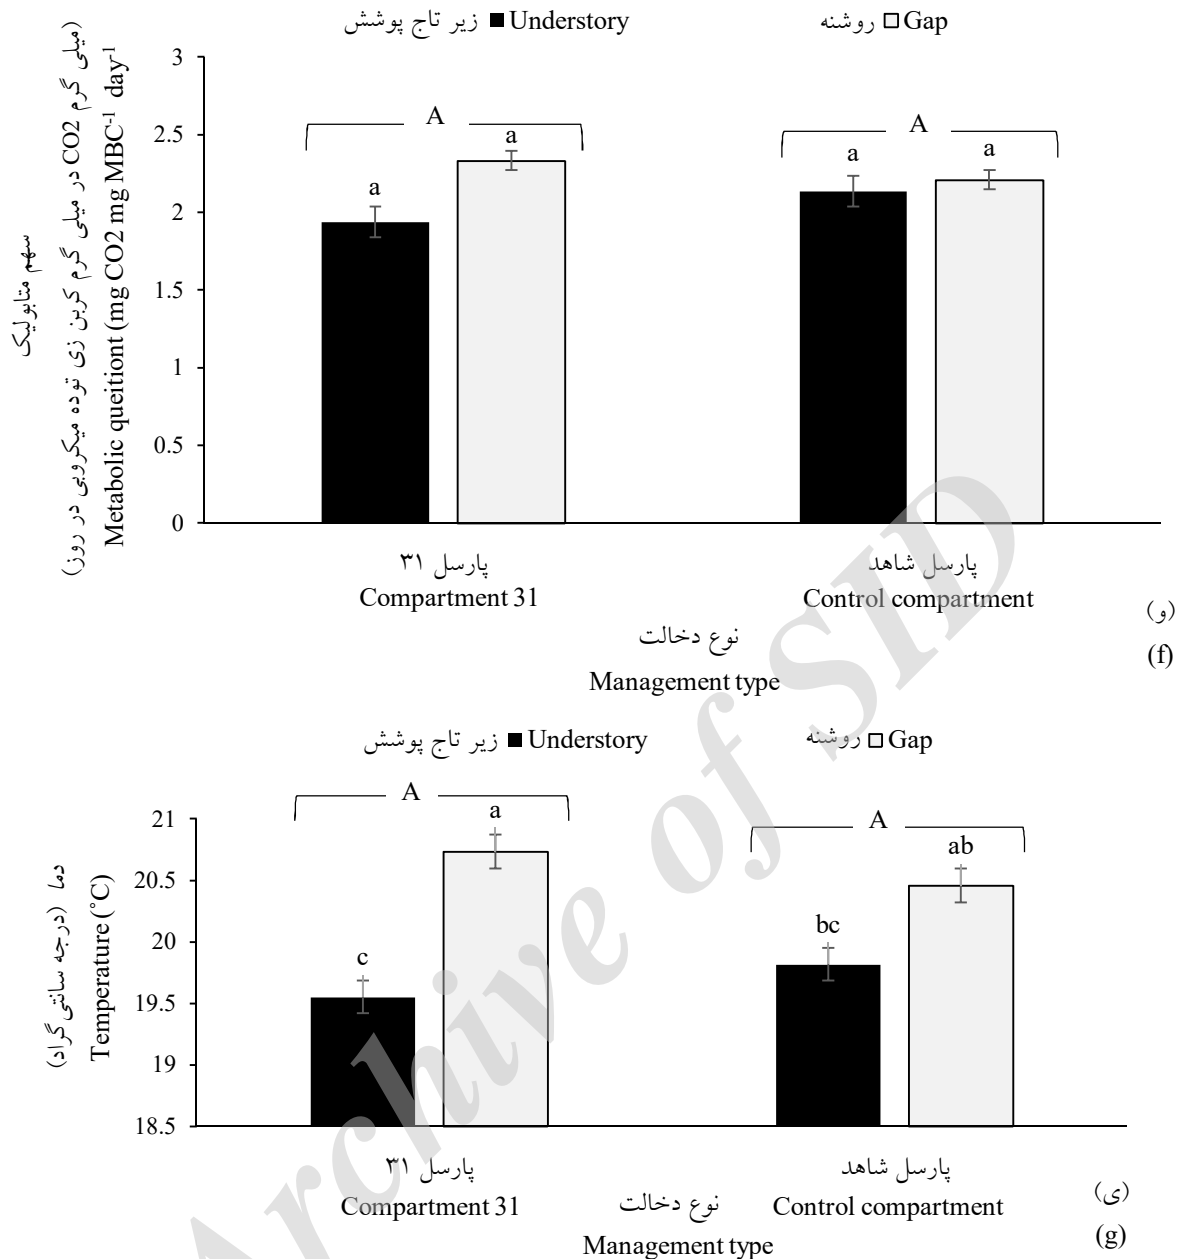 زیر تاج پوشش ■ Understory
روشنه □ Gap
سهم متابولیک
(میلی گرم CO2 در میلی گرم کربن زی توده میکروبی در روز)
Metabolic queitiont (mg CO2 mg MBC-1 day-1
3
2.5
2
1.5
1
0.5
0
A
a
a
A
a
a
پارسل ۳۱
Compartment 31
پارسل شاهد
Control compartment
نوع دخالت
Management type
(و)
(f)
زیر تاج پوشش ■ Understory
روشنه □ Gap
دما (درجه سانتی گراد)
Temperature (˚C)
21
20.5
20
19.5
19
18.5
A
c
a
A
bc
ab
پارسل ۳۱
Compartment 31
پارسل شاهد
Control compartment
نوع دخالت
Management type
(ی)
(g)
Archive of SID